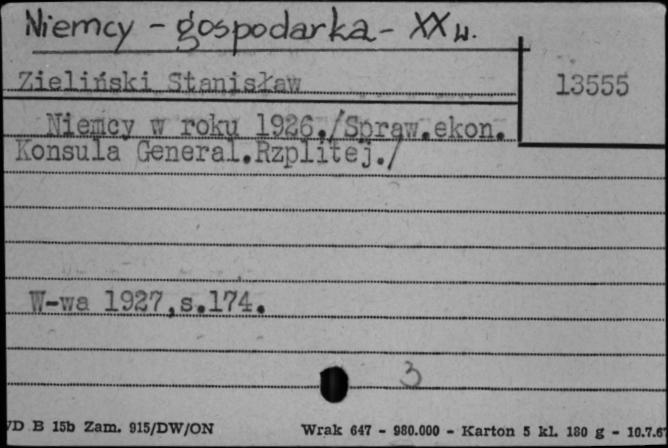 Niemcy - gospodarka - XX w.
Zieliński Stanisław
13555
Niemcy w roku 1926./Spraw.ekon.
Konsula General.Rzplitej./
W-wa 1927,s.174.
3
VD B 15b Zam. 915/DW/ON
Wrak 647 - 980.000 - Karton 5 kl. 180 g - 10.7.6